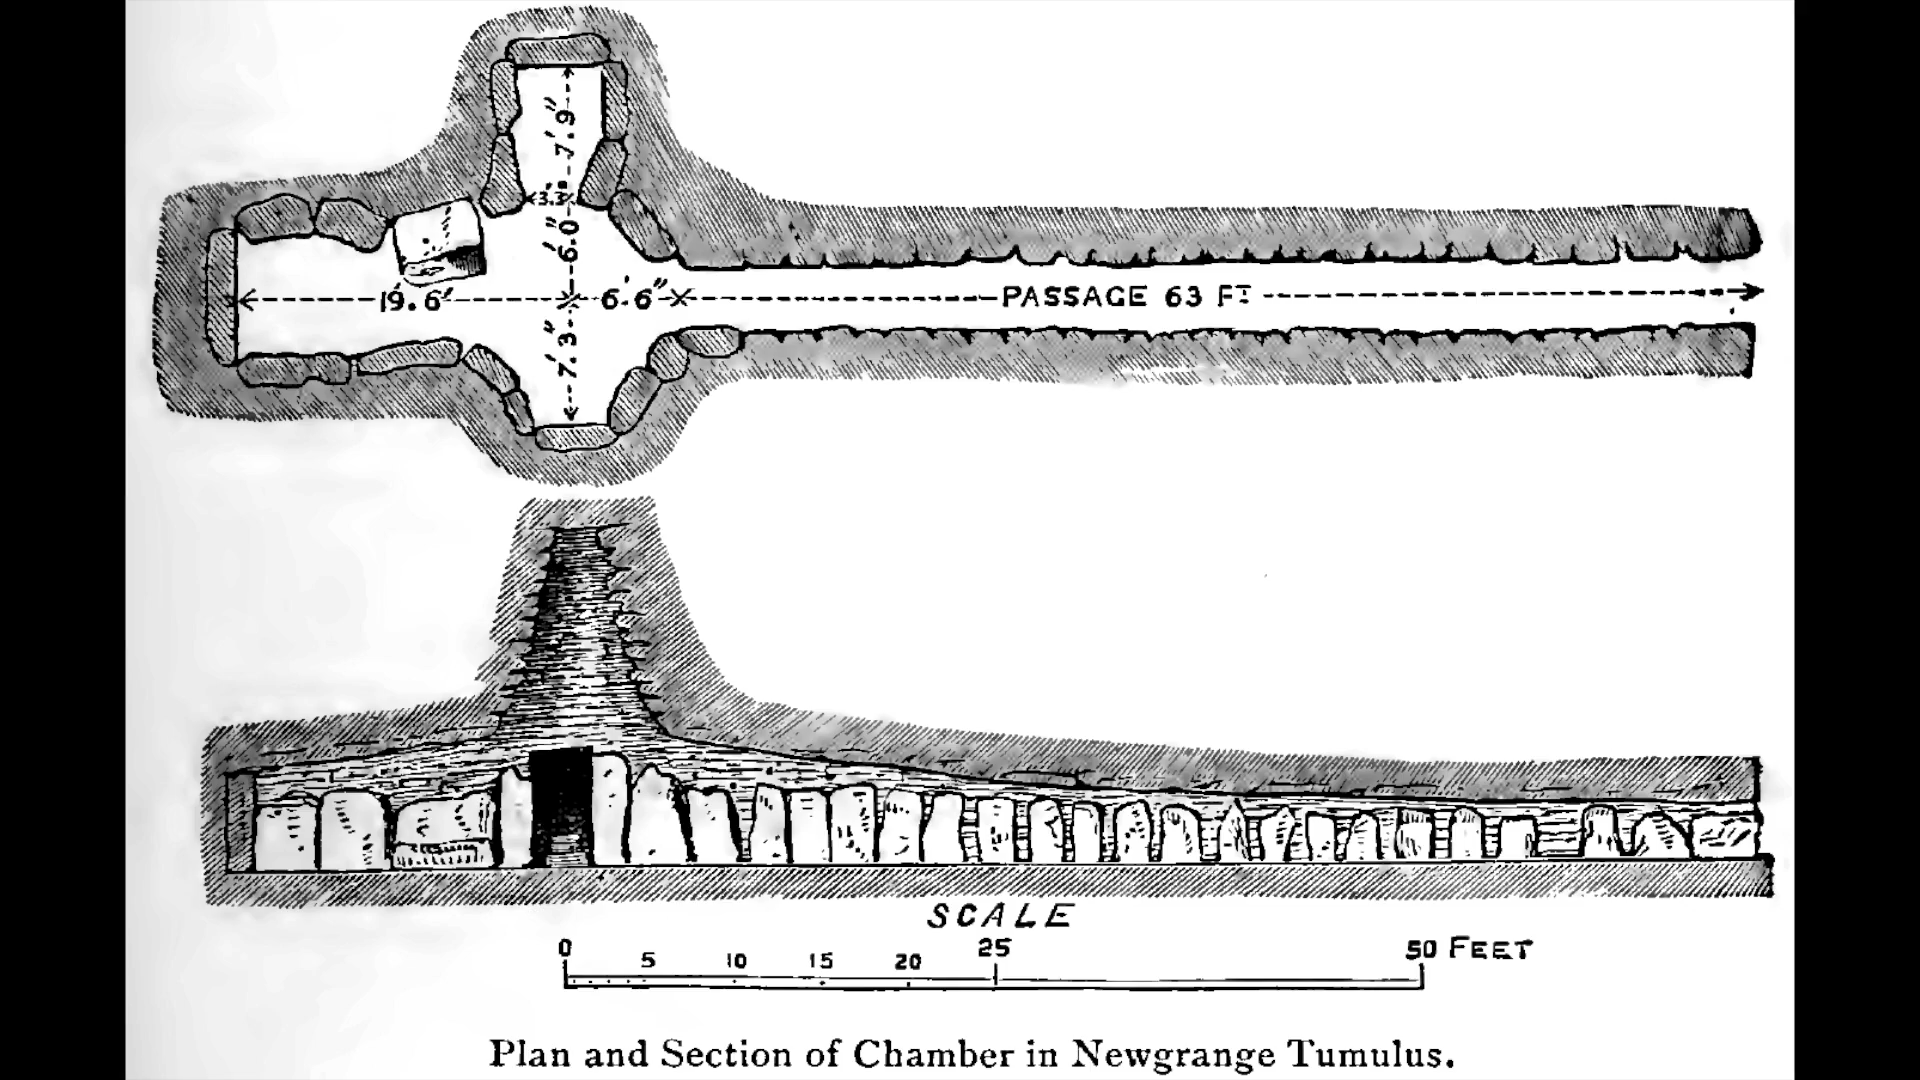 7'.9"
3.3"
6'.0"
19.6'
6'.6"
PASSAGE 63 FT
7'.3"
SCALE
0 5 10 15 20 25 50 FEET
Plan and Section of Chamber in Newgrange Tumulus.